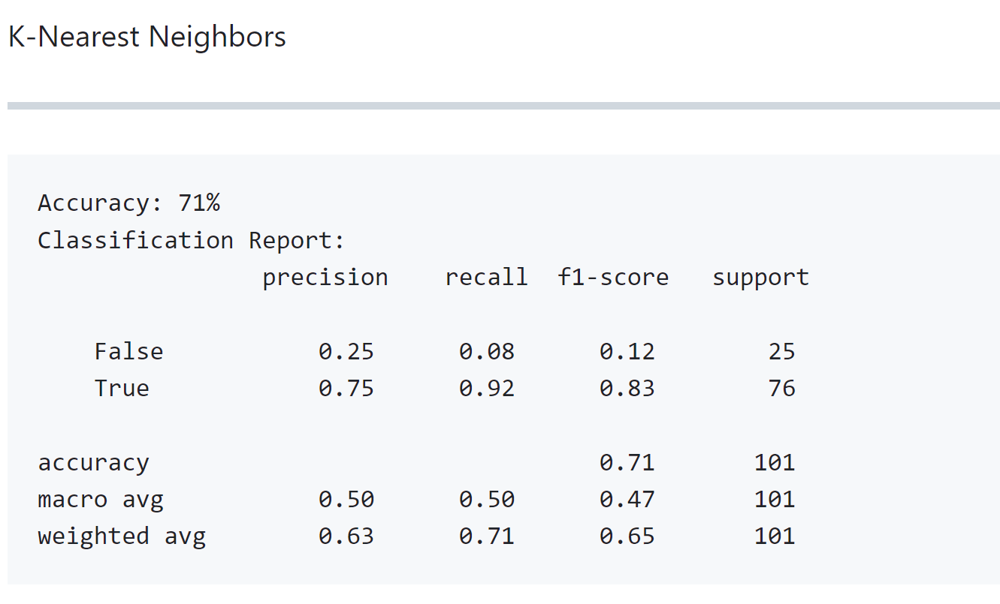 K-Nearest Neighbors
Accuracy: 71%
Classification Report:
precision recall f1-score support
False 0.25 0.08 0.12 25
True 0.75 0.92 0.83 76
accuracy 0.71 101
macro avg 0.50 0.50 0.47 101
weighted avg 0.63 0.71 0.65 101